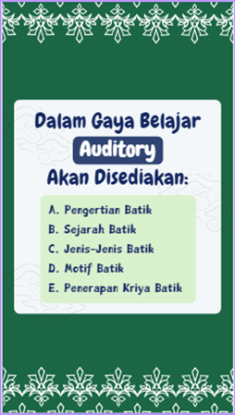 Dalam Gaya Belajar
Auditory
Akan Disediakan:
A. Pengertian Batik
B. Sejarah Batik
C. Jenis-Jenis Batik
D. Motif Batik
E. Penerapan Kriya Batik